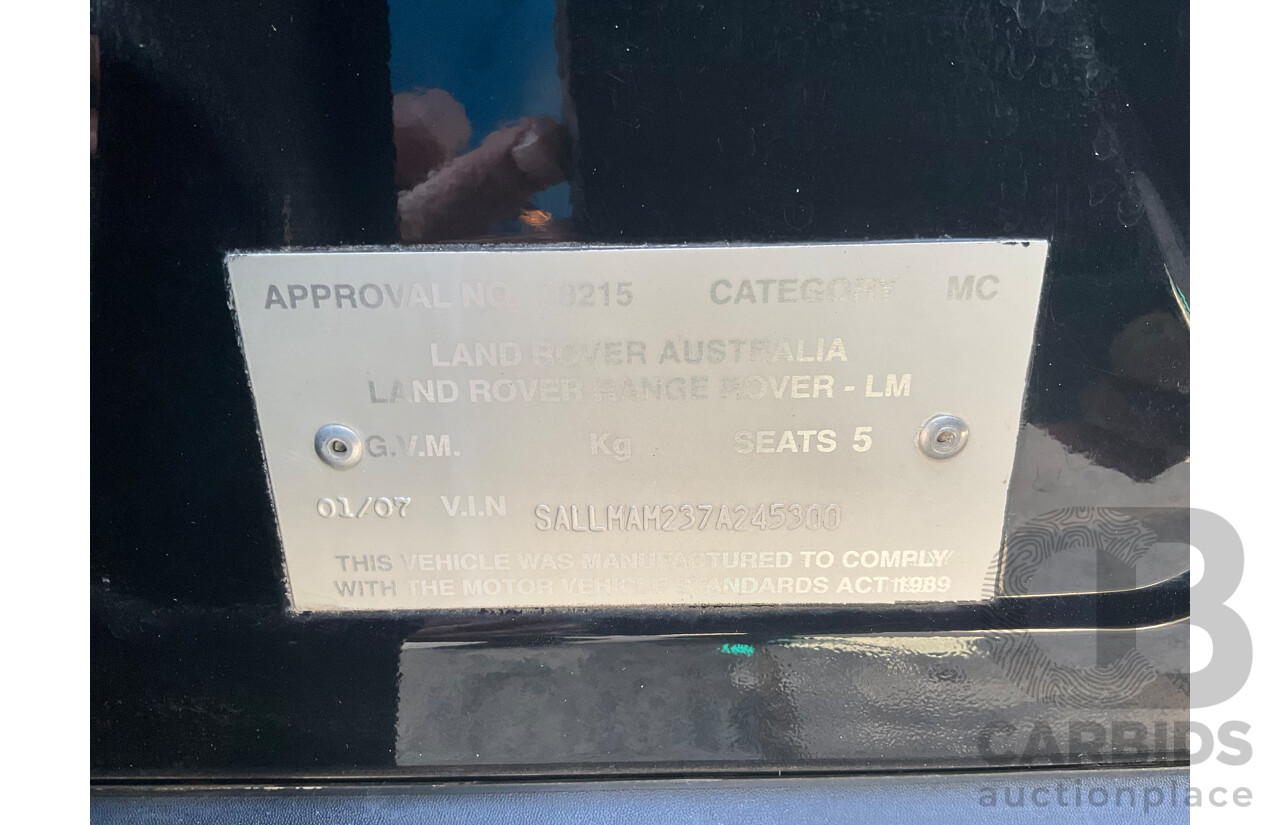 APPROVAL NO. 8215 CATEGORY MC
LAND ROVER AUSTRALIA
LAND ROVER RANGE ROVER - LM
G.V.M. Kg SEATS 5
01/07 V.I.N SALLMAM237A245300
THIS VEHICLE WAS MANUFACTURED TO COMPLY
WITH THE MOTOR VEHICLE STANDARDS ACT 1989
CARBIDS
auctionplace